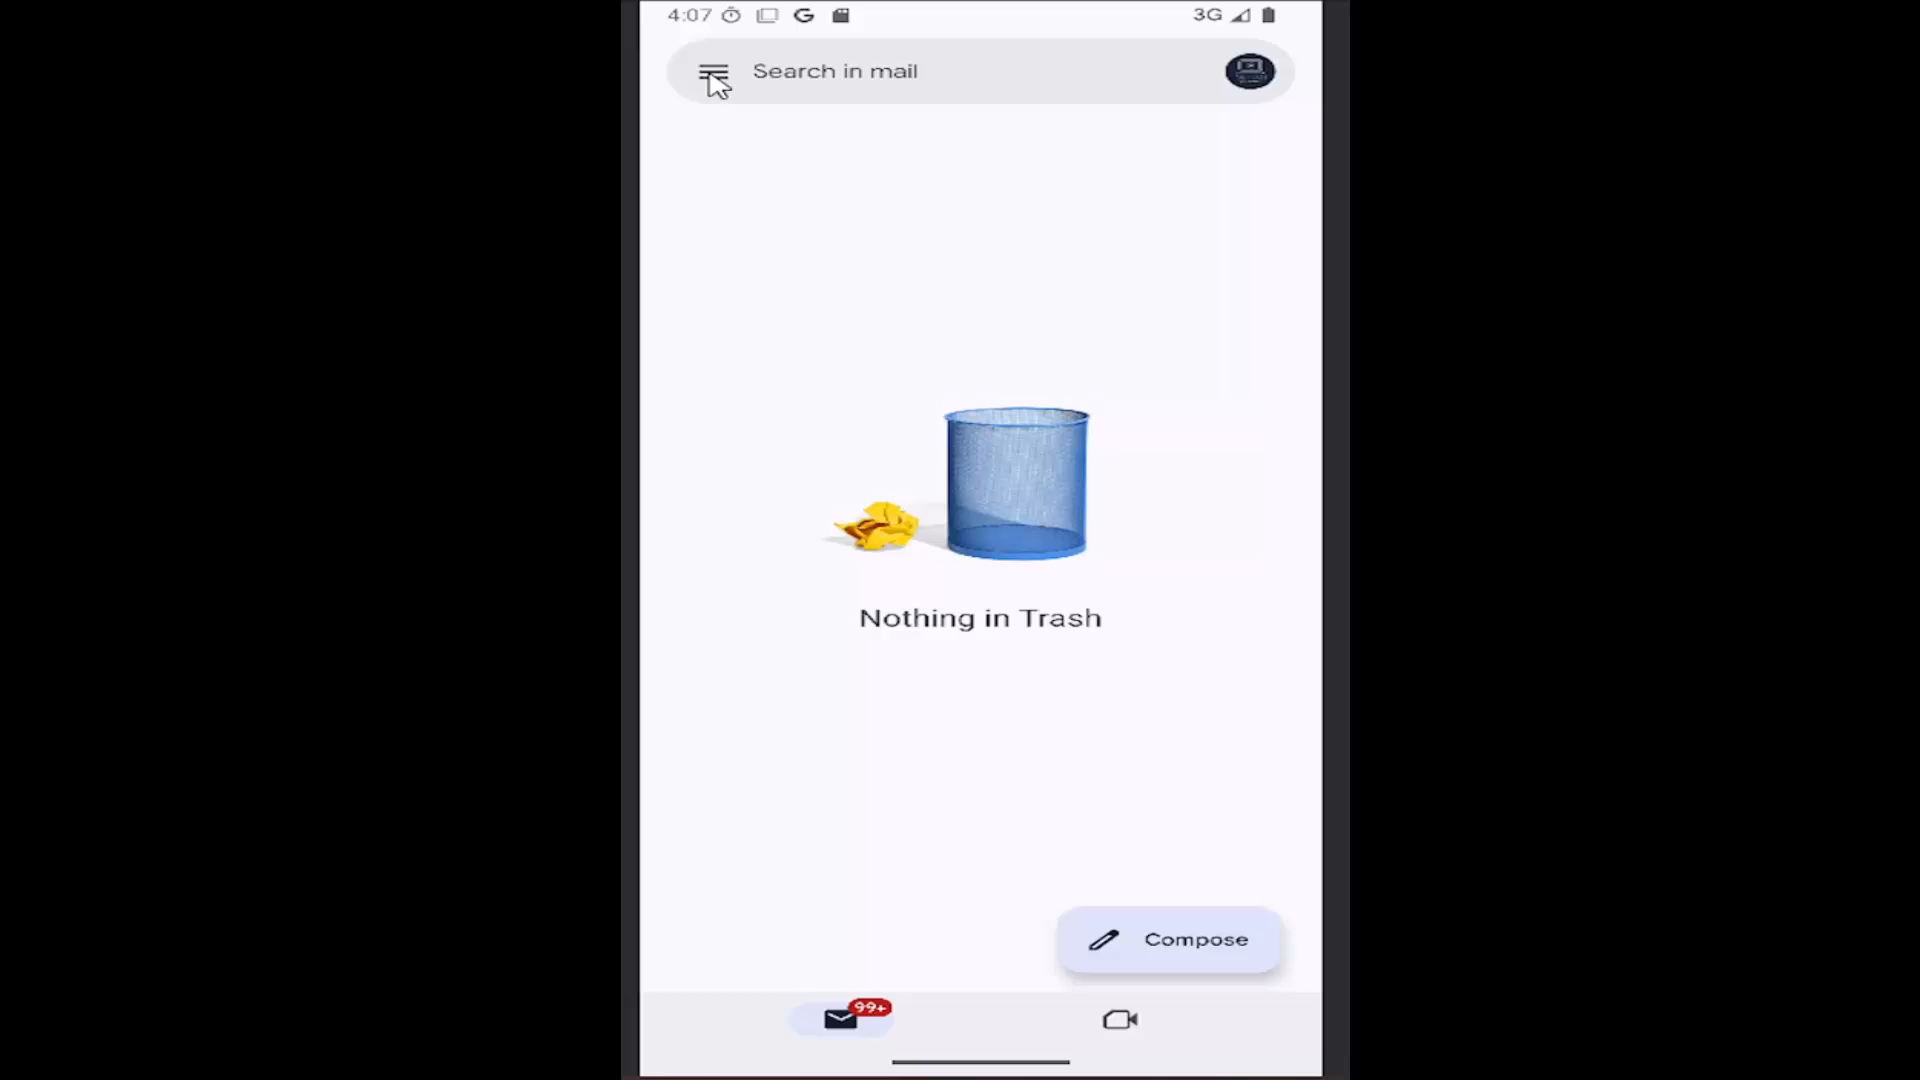 4:07 3G
Search in mail
Nothing in Trash
Compose
99+